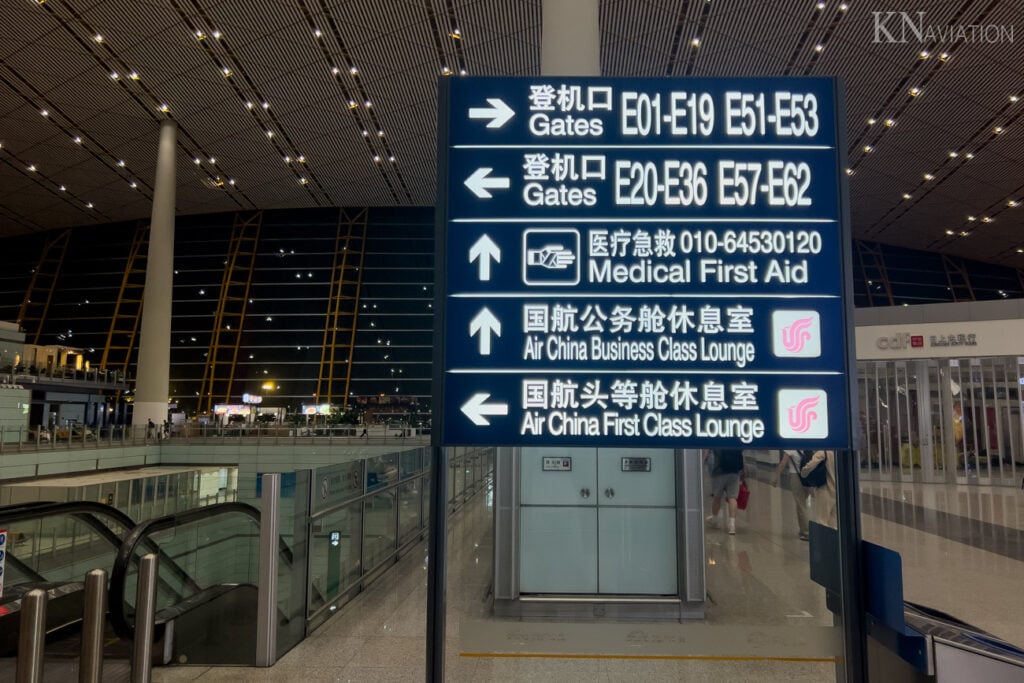 KNAVIATION
登机口 E01-E19 E51-E53
Gates
登机口 E20-E36 E57-E62
Gates
医疗急救 010-64530120
Medical First Aid
国航公务舱休息室
Air China Business Class Lounge
国航头等舱休息室
Air China First Class Lounge
cdf